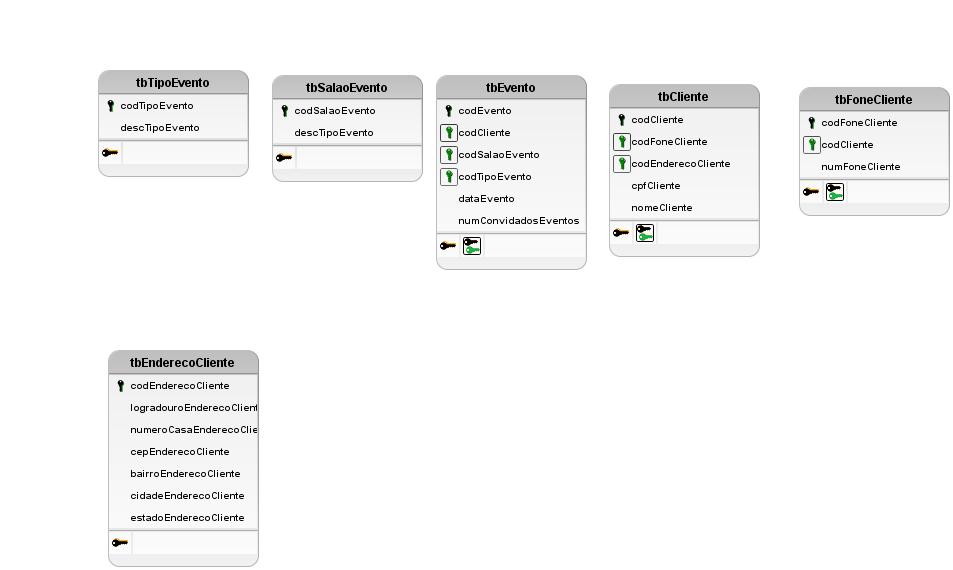 tbTipoEvento
codTipoEvento
descTipoEvento
tbSalaoEvento
codSalaoEvento
descTipoEvento
tbEvento
codEvento
codCliente
codSalaoEvento
codTipoEvento
dataEvento
numConvidadosEventos
tbCliente
codCliente
codFoneCliente
codEnderecoCliente
cpfCliente
nomeCliente
tbFoneCliente
codFoneCliente
codCliente
numFoneCliente
tbEnderecoCliente
codEnderecoCliente
logradouroEnderecoClient
numeroCasaEnderecoClie
cepEnderecoCliente
bairroEnderecoCliente
cidadeEnderecoCliente
estadoEnderecoCliente